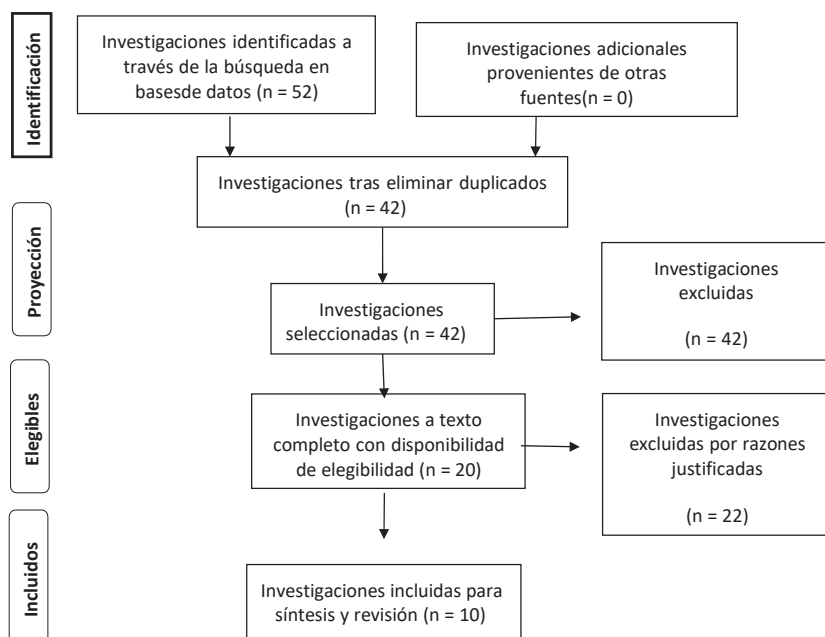 Identificación
Investigaciones identificadas a
través de la búsqueda en
basesde datos (n = 52)
Investigaciones adicionales
provenientes de otras
fuentes(n = 0)
Investigaciones tras eliminar duplicados
(n = 42)
Proyección
Investigaciones
seleccionadas (n = 42)
Investigaciones
excluidas
(n = 42)
Elegibles
Investigaciones a texto
completo con disponibilidad
de elegibilidad (n = 20)
Investigaciones
excluidas por razones
justificadas
(n = 22)
Incluidos
Investigaciones incluidas para
síntesis y revisión (n = 10)